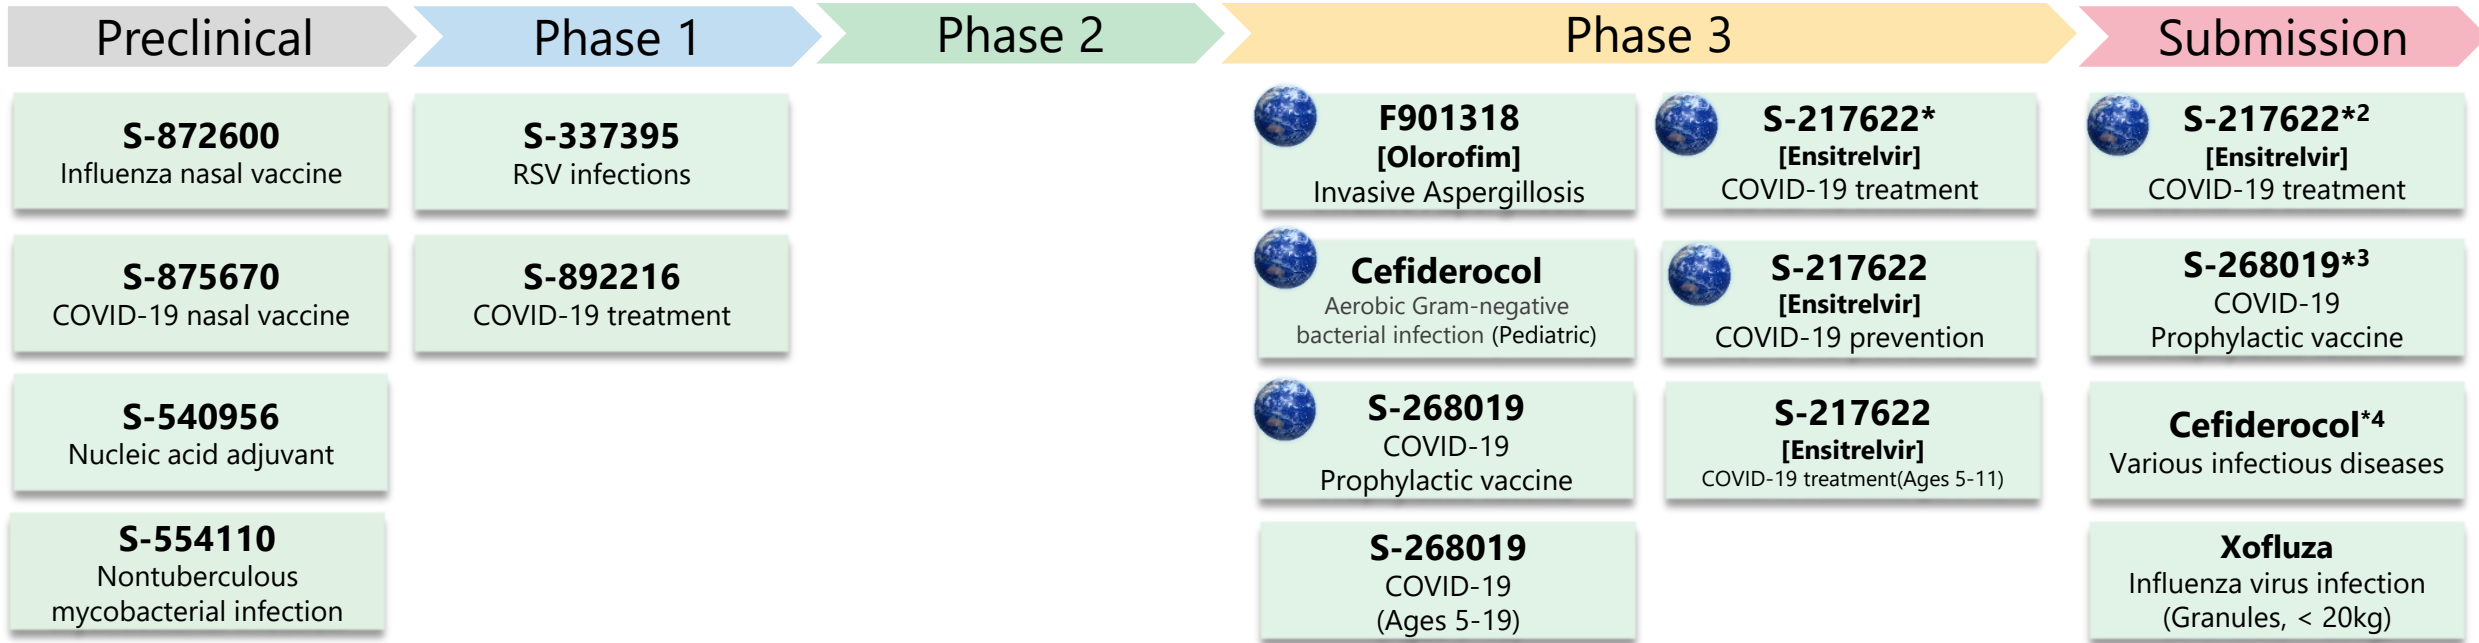 Preclinical
Phase 1
Phase 2
Phase 3
Submission
S-872600
Influenza nasal vaccine
S-875670
COVID-19 nasal vaccine
S-540956
Nucleic acid adjuvant
S-554110
Nontuberculous
mycobacterial infection
S-337395
RSV infections
S-892216
COVID-19 treatment
F901318
[Olorofim]
Invasive Aspergillosis
Cefiderocol
Aerobic Gram-negative
bacterial infection (Pediatric)
S-268019
COVID-19
Prophylactic vaccine
S-268019
COVID-19
(Ages 5-19)
S-217622*
[Ensitrelvir]
COVID-19 treatment
S-217622
[Ensitrelvir]
COVID-19 prevention
S-217622
[Ensitrelvir]
COVID-19 treatment(Ages 5-11)
S-217622*2
[Ensitrelvir]
COVID-19 treatment
S-268019*3
COVID-19
Prophylactic vaccine
Cefiderocol*4
Various infectious diseases
Xofluza
Influenza virus infection
(Granules, < 20kg)